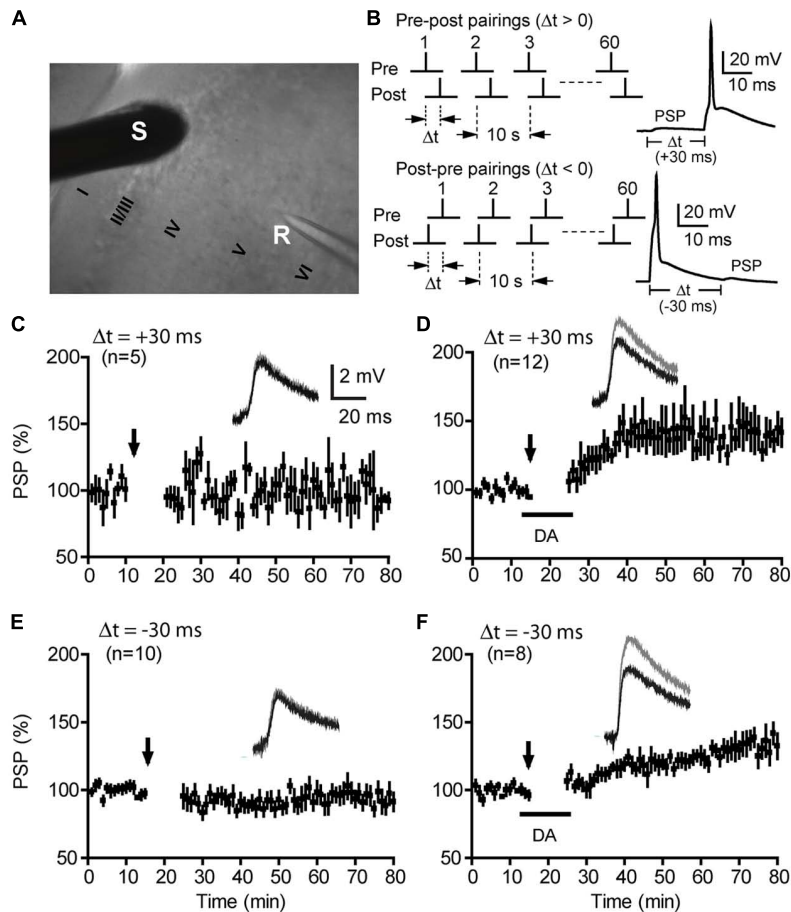 A
S
I
II/III
IV
V
VI
R
B
Pre-post pairings (Δt > 0)
1 2 3 60
Pre
Post
Δt
10 s
20 mV
10 ms
PSP
Δt
(+30 ms)
Post-pre pairings (Δt < 0)
1 2 3 60
Pre
Post
Δt
10 s
20 mV
10 ms
PSP
Δt
(-30 ms)
C
Δt = +30 ms
(n=5)
2 mV
20 ms
PSP (%)
200
150
100
50
0 10 20 30 40 50 60 70 80
D
Δt = +30 ms
(n=12)
200
150
100
50
DA
0 10 20 30 40 50 60 70 80
E
Δt = -30 ms
(n=10)
PSP (%)
200
150
100
50
0 10 20 30 40 50 60 70 80
Time (min)
F
Δt = -30 ms
(n=8)
200
150
100
50
DA
0 10 20 30 40 50 60 70 80
Time (min)